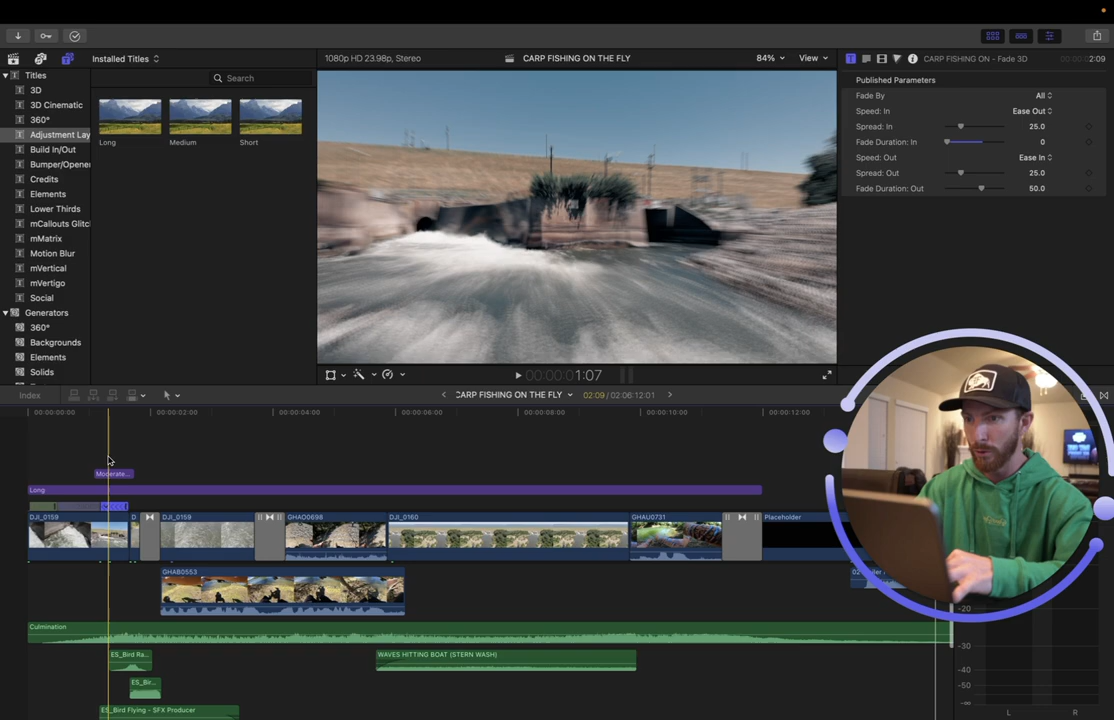 Installed Titles
1080p HD 23.98p, Stereo
CARP FISHING ON THE FLY
84%
View
CARP FISHING ON - Fade 3D
2:09
Titles
3D
3D Cinematic
360°
Adjustment Lay
Build In/Out
Bumper/Opener
Credits
Elements
Lower Thirds
mCallouts Glitc
mMatrix
Motion Blur
mVertical
mVertigo
Social
Generators
360°
Backgrounds
Elements
Solids
Search
Long
Medium
Short
Published Parameters
Fade By
All
Speed: In
Ease Out
Spread: In
25.0
Fade Duration: In
0
Speed: Out
Ease In
Spread: Out
25.0
Fade Duration: Out
50.0
00:00:00:01:07
Index
CARP FISHING ON THE FLY
02:09 / 02:06:12:01
00:00:00:00
00:00:02:00
00:00:04:00
00:00:06:00
00:00:08:00
00:00:10:00
00:00:12:00
Moderate...
Long
DJI_0159
D
DJI_0159
GHAO0698
DJI_0160
GHAU0731
Placeholder
GHAB0553
02
Culmination
ES_Bird Ra...
WAVES HITTING BOAT (STERN WASH)
ES_Bir...
ES_Bird Flying - SFX Producer
-20
-30
-40
-50
-∞
L
R